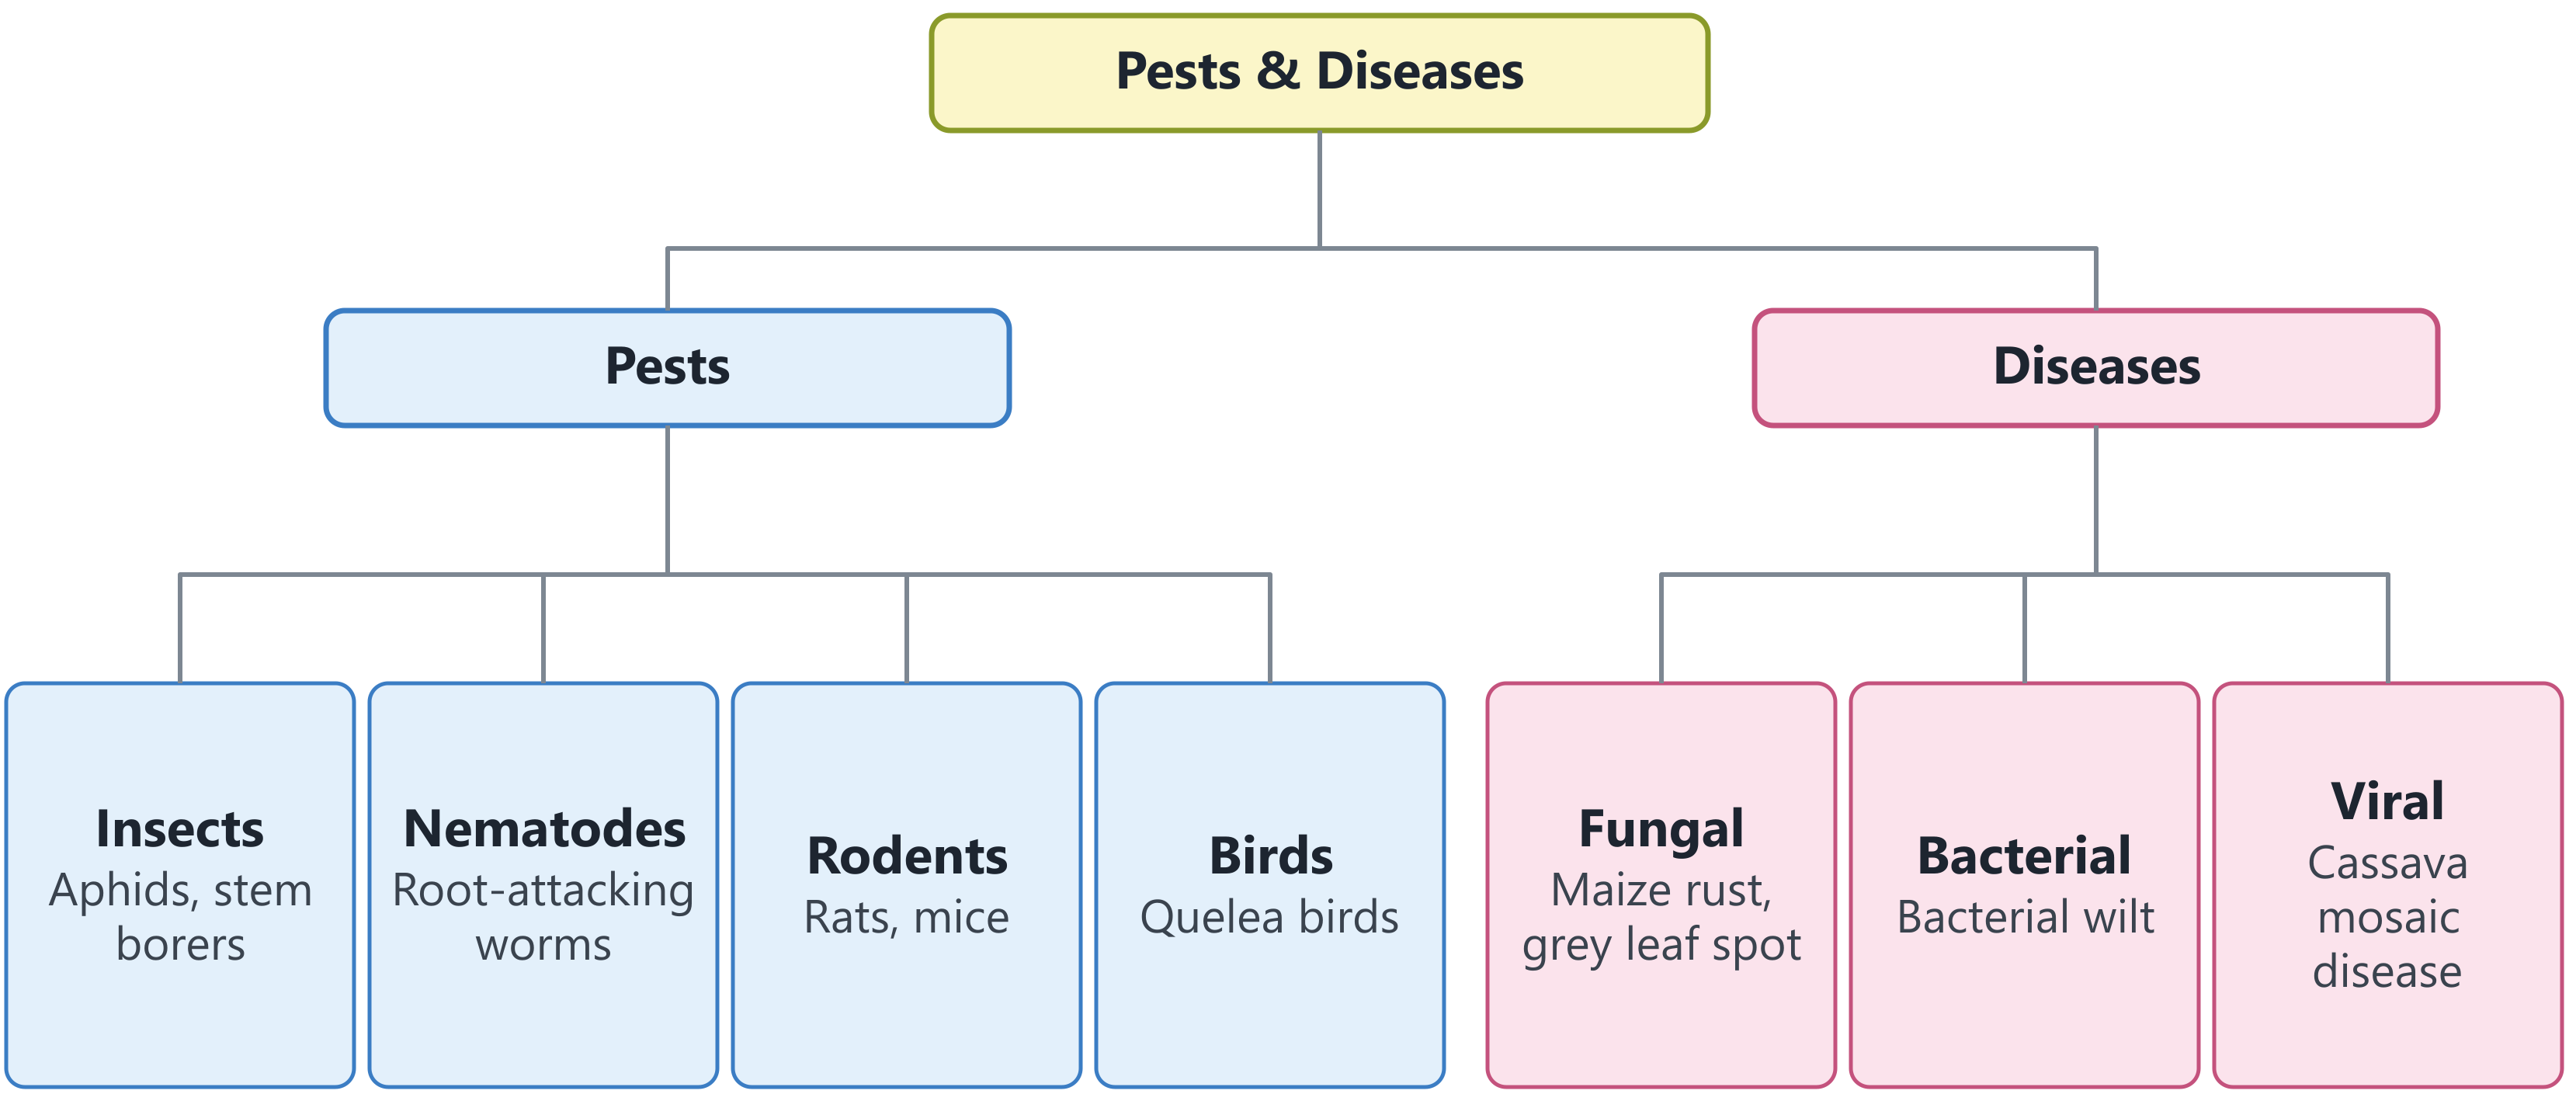 Pests & Diseases
Pests
Diseases
Insects
Aphids, stem
borers
Nematodes
Root-attacking
worms
Rodents
Rats, mice
Birds
Quelea birds
Fungal
Maize rust,
grey leaf spot
Bacterial
Bacterial wilt
Viral
Cassava
mosaic
disease